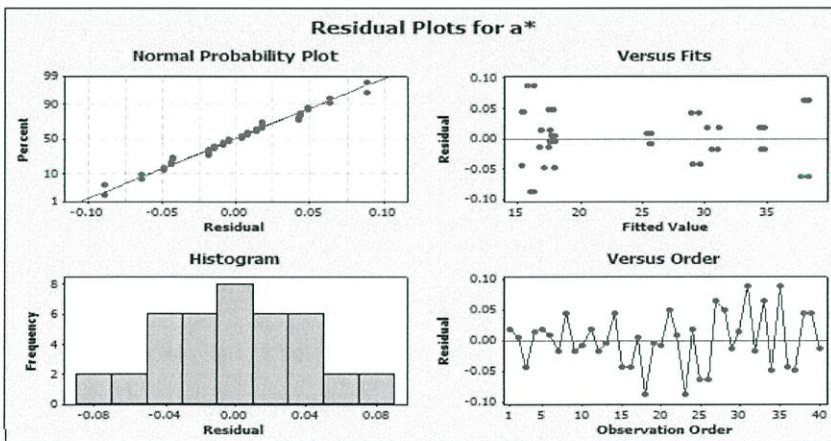 Residual Plots for a*
Normal Probability Plot
Versus Fits
99
90
50
10
1
Percent
-0.10 -0.05 0.00 0.05 0.10
Residual
0.10
0.05
0.00
-0.05
-0.10
Residual
15 20 25 30 35
Fitted Value
Histogram
Versus Order
8
6
4
2
0
Frequency
-0.08 -0.04 0.00 0.04 0.08
Residual
0.10
0.05
0.00
-0.05
-0.10
Residual
1 5 10 15 20 25 30 35 40
Observation Order